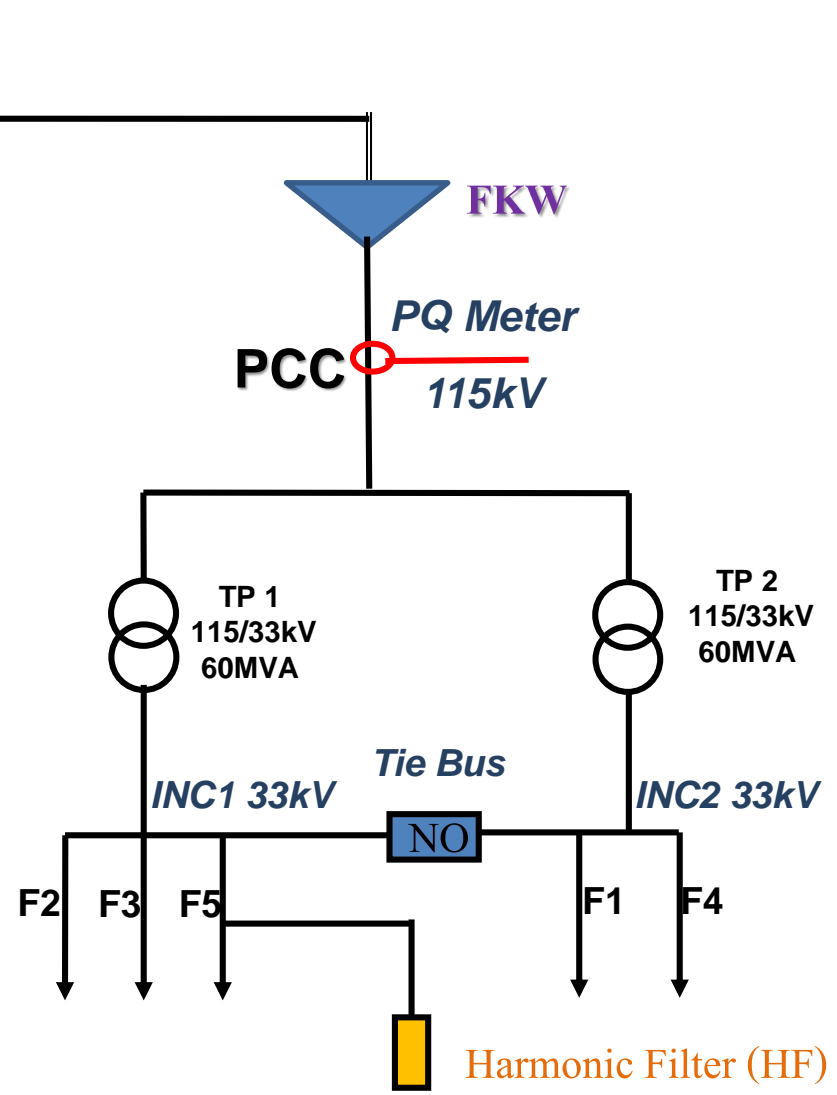 FKW
PQ Meter
PCC
115kV
TP 1
115/33kV
60MVA
TP 2
115/33kV
60MVA
Tie Bus
INC1 33kV
INC2 33kV
NO
F2
F3
F5
F1
F4
Harmonic Filter (HF)